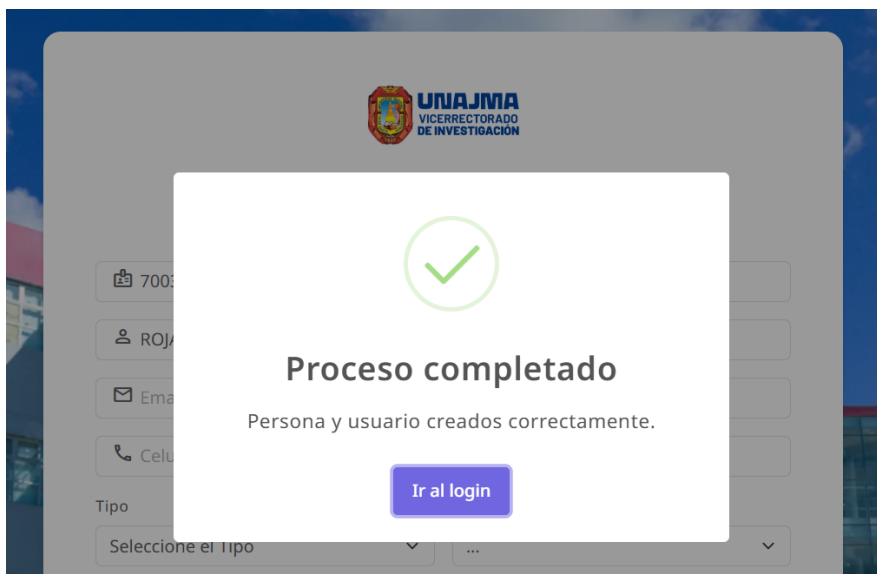 UNAJMA
VICERRECTORADO
DE INVESTIGACIÓN
7003
ROJA
Proceso completado
Ema
Persona y usuario creados correctamente.
Celu
Ir al login
Tipo
Seleccione el Tipo
...